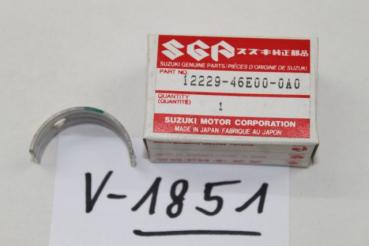 SGP スズキ純正部品
SUZUKI GENUINE PARTS/PIÈCES D'ORIGINE DE SUZUKI
PART NO.
12229-46E00-0A0
QUANTITY
(QUANTITÉ)
1
SUZUKI MOTOR CORPORATION
MADE IN JAPAN/FABRIQUÉ AU JAPON
V-1851